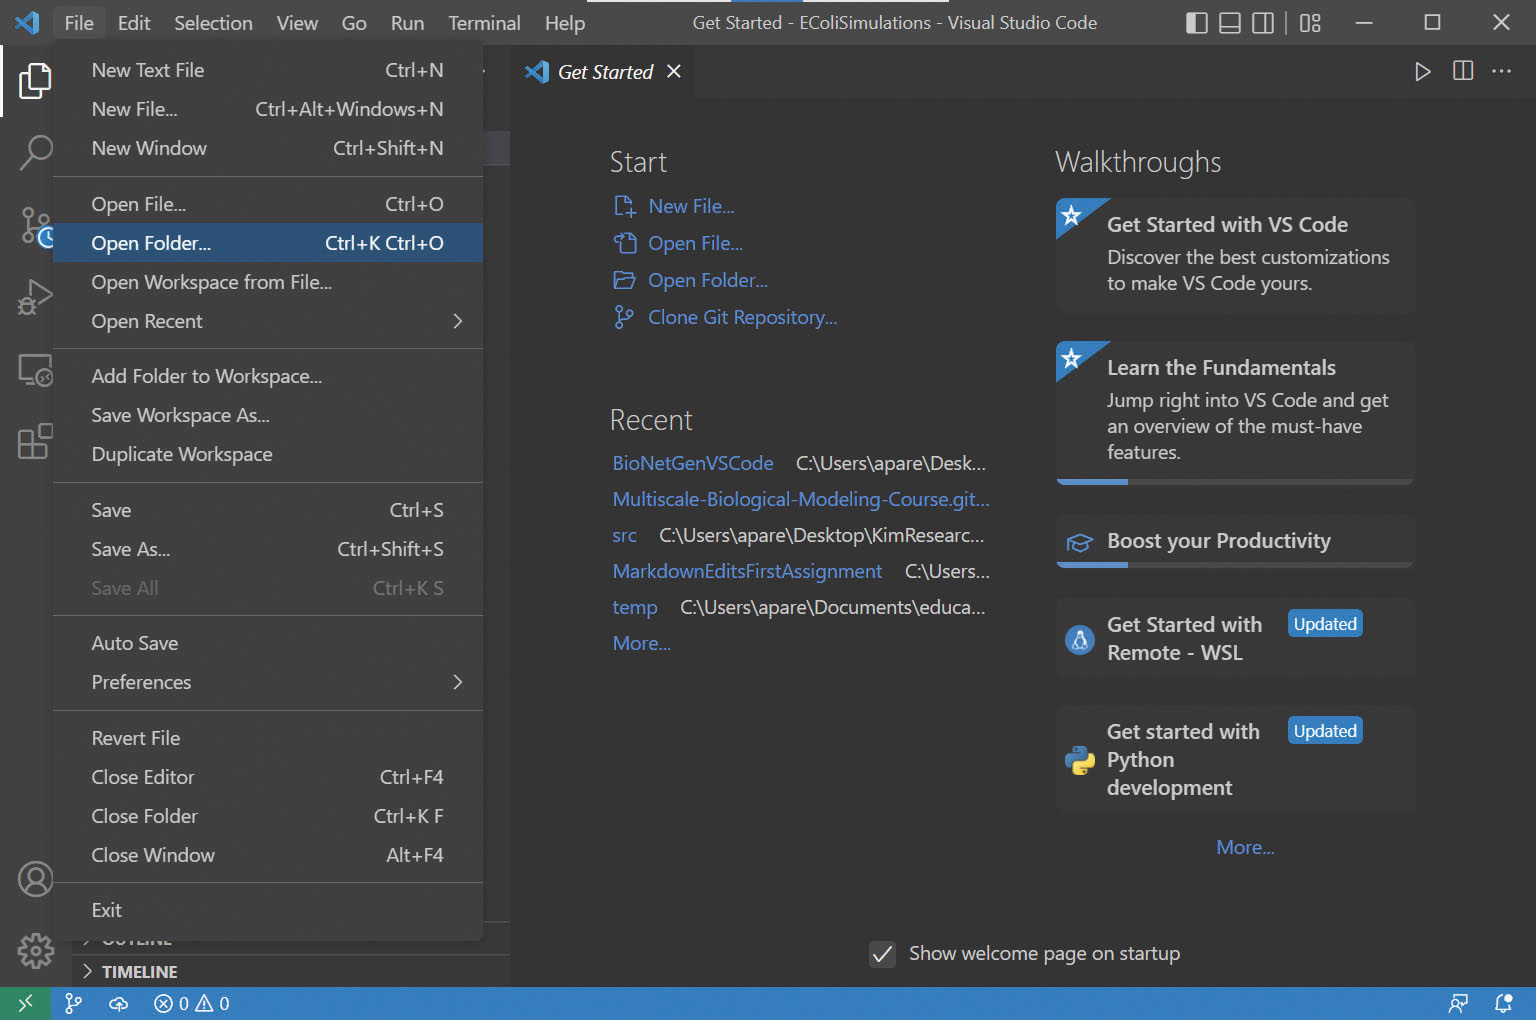 File Edit Selection View Go Run Terminal Help Get Started - EColiSimulations - Visual Studio Code
New Text File Ctrl+N
New File... Ctrl+Alt+Windows+N
New Window Ctrl+Shift+N
Open File... Ctrl+O
Open Folder... Ctrl+K Ctrl+O
Open Workspace from File...
Open Recent
Add Folder to Workspace...
Save Workspace As...
Duplicate Workspace
Save Ctrl+S
Save As... Ctrl+Shift+S
Save All Ctrl+K S
Auto Save
Preferences
Revert File
Close Editor Ctrl+F4
Close Folder Ctrl+K F
Close Window Alt+F4
Exit
OUTLINE
TIMELINE
Get Started
Start
New File...
Open File...
Open Folder...
Clone Git Repository...
Recent
BioNetGenVSCode C:\Users\apare\Desk...
Multiscale-Biological-Modeling-Course.git...
src C:\Users\apare\Desktop\KimResearc...
MarkdownEditsFirstAssignment C:\Users...
temp C:\Users\apare\Documents\educa...
More...
Walkthroughs
Get Started with VS Code
Discover the best customizations
to make VS Code yours.
Learn the Fundamentals
Jump right into VS Code and get
an overview of the must-have
features.
Boost your Productivity
Get Started with Updated
Remote - WSL
Get started with Updated
Python
development
More...
Show welcome page on startup
0 0